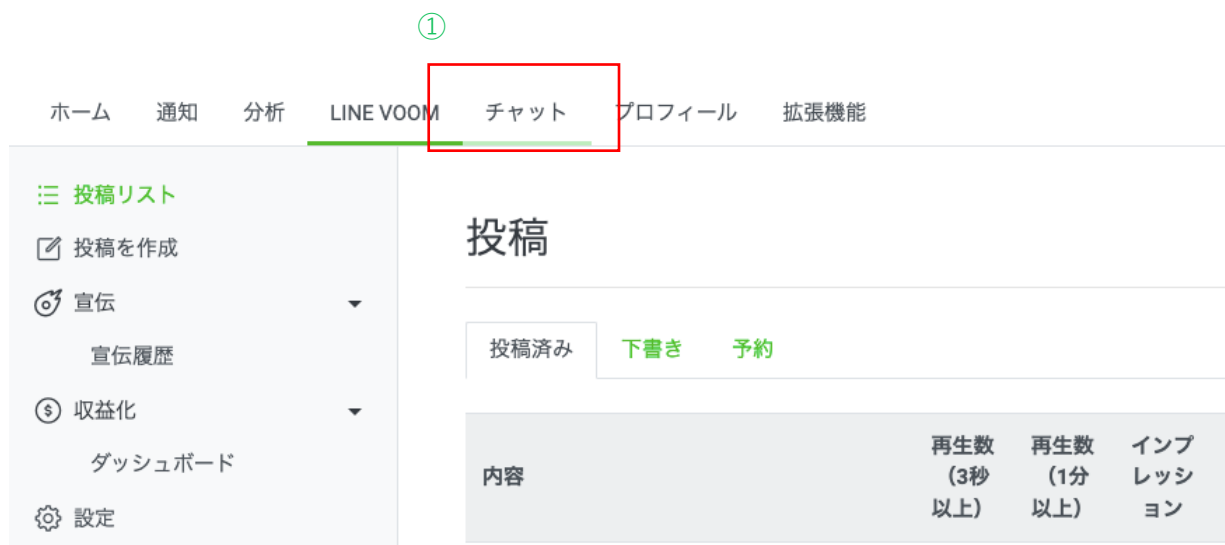 ①
ホーム 通知 分析 LINE VOOM チャット プロフィール 拡張機能
投稿リスト
投稿を作成
宣伝
宣伝履歴
収益化
ダッシュボード
設定
投稿
投稿済み 下書き 予約
内容
再生数
（3秒
以上）
再生数
（1分
以上）
インプ
レッシ
ョン